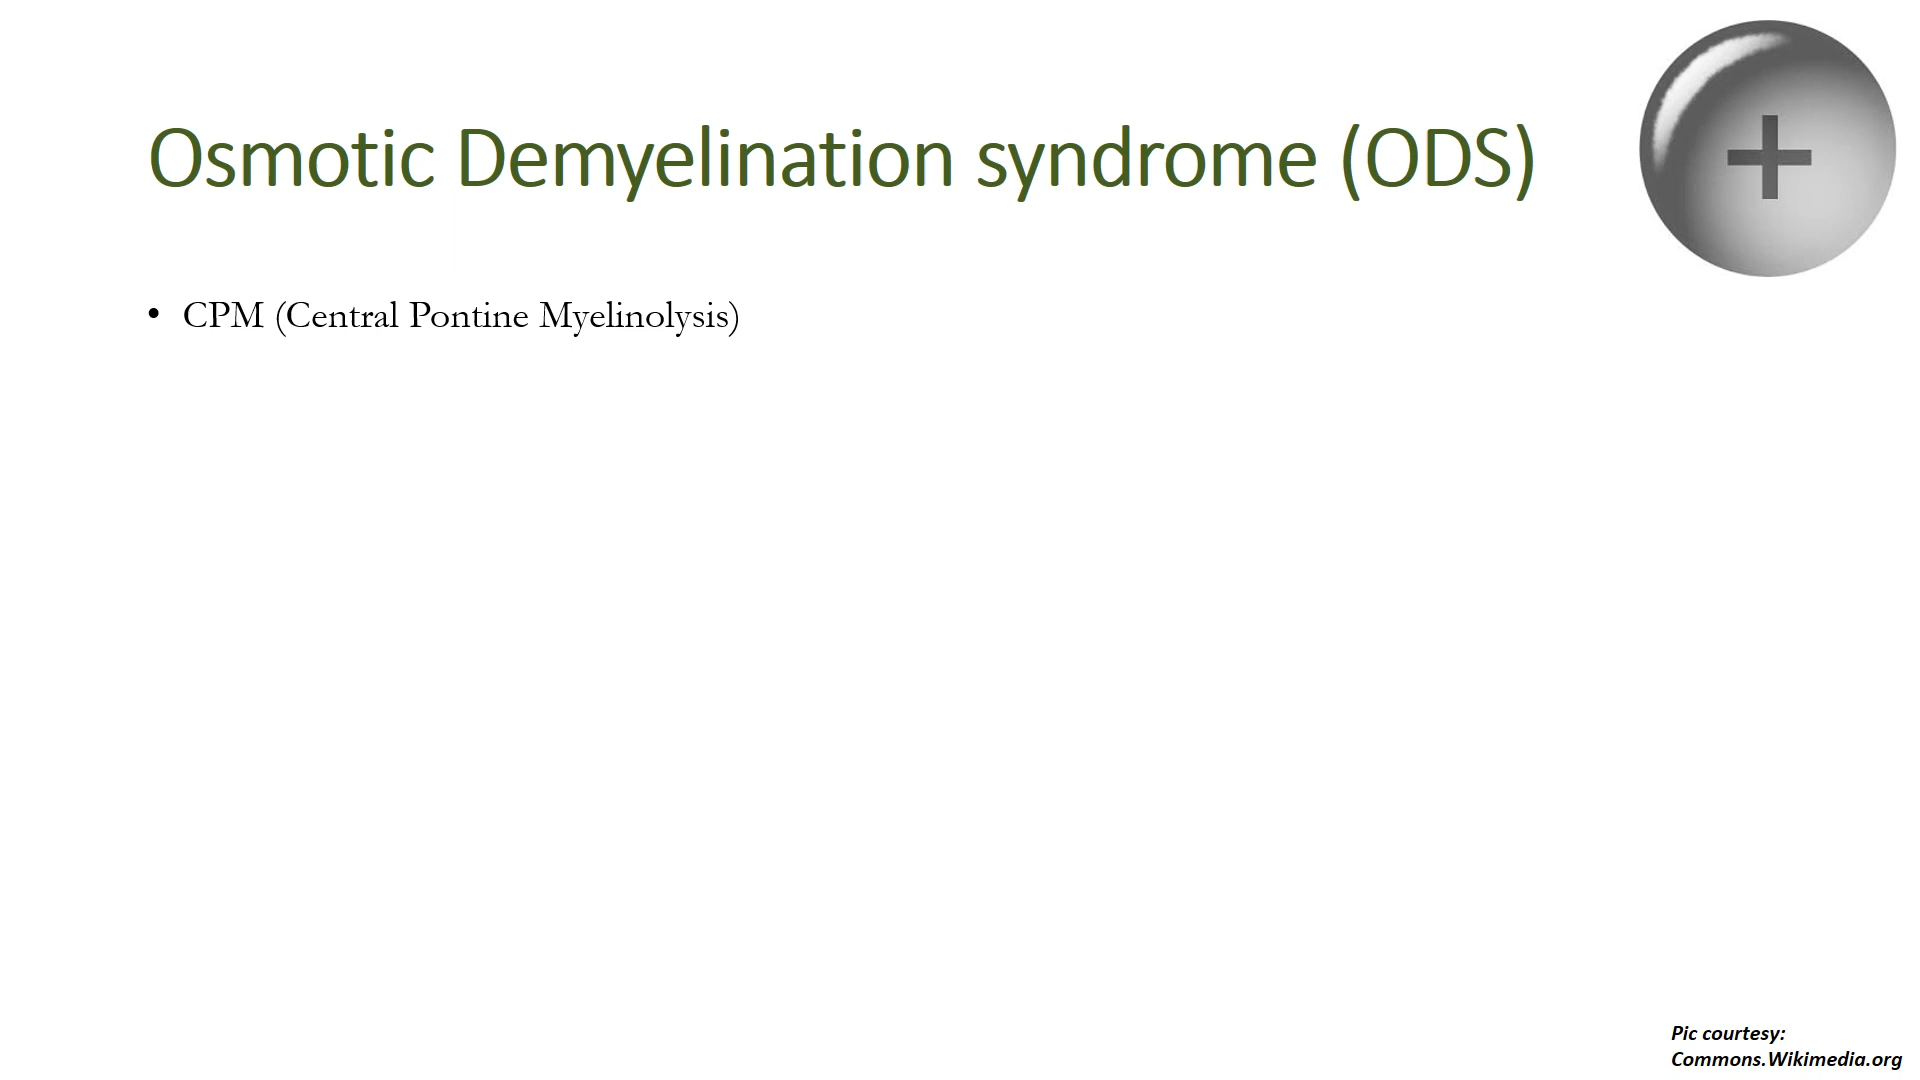 Osmotic Demyelination syndrome (ODS)
+
• CPM (Central Pontine Myelinolysis)
Pic courtesy:
Commons.Wikimedia.org